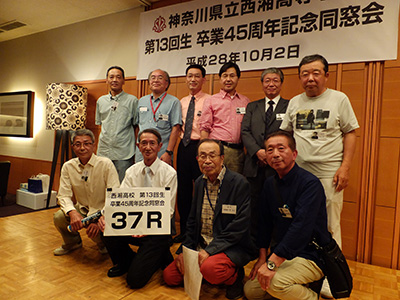 神奈川県立西湘高等
第13回生 卒業45周年記念同窓会
平成28年10月2日
西湘高校 第13回生
卒業45周年記念同窓会
37R